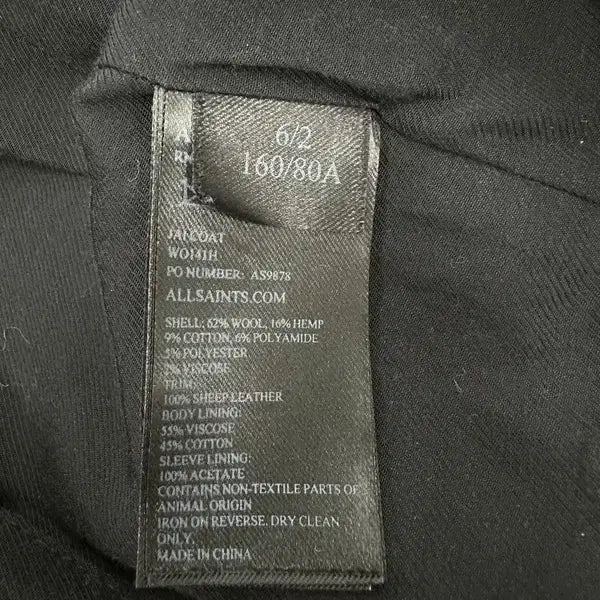 6/2
160/80A
JAI COAT
WO141H
PO NUMBER: AS9878
ALLSAINTS.COM
SHELL: 62% WOOL, 16% HEMP
9% COTTON, 6% POLYAMIDE
5% POLYESTER
2% VISCOSE
TRIM:
100% SHEEP LEATHER
BODY LINING:
55% VISCOSE
45% COTTON
SLEEVE LINING:
100% ACETATE
CONTAINS NON-TEXTILE PARTS OF
ANIMAL ORIGIN
IRON ON REVERSE. DRY CLEAN
ONLY.
MADE IN CHINA